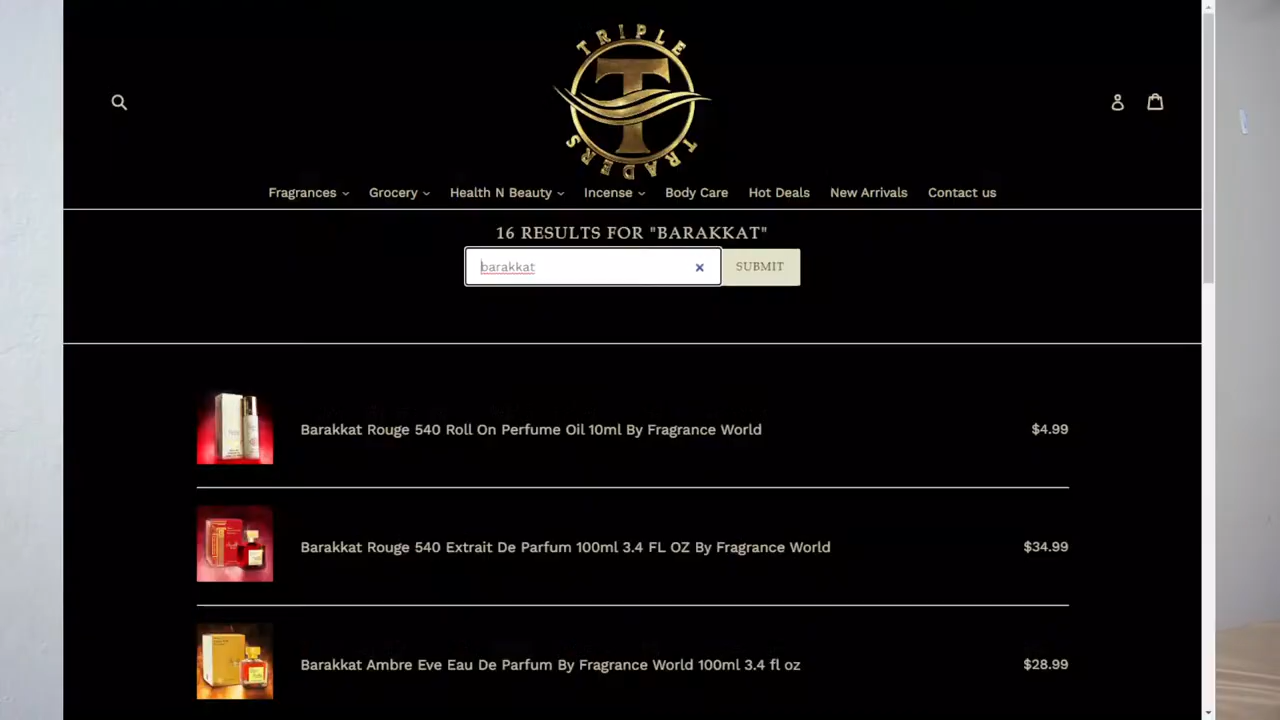 TRIPLE
T
TRADERS
Fragrances Grocery Health N Beauty Incense Body Care Hot Deals New Arrivals Contact us
16 RESULTS FOR "BARAKKAT"
barakkat SUBMIT
Barakkat Rouge 540 Roll On Perfume Oil 10ml By Fragrance World $4.99
Barakkat Rouge 540 Extrait De Parfum 100ml 3.4 FL OZ By Fragrance World $34.99
Barakkat Ambre Eve Eau De Parfum By Fragrance World 100ml 3.4 fl oz $28.99